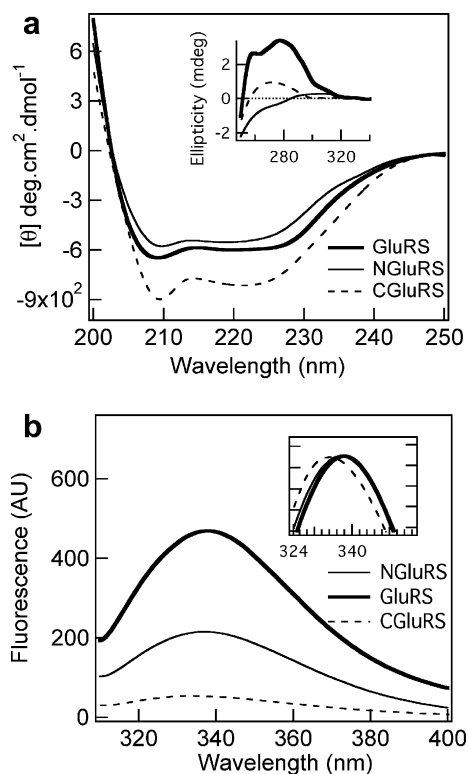 a
6
3
0
-3
-6
-9x10²
[θ] deg.cm².dmol⁻¹
Ellipticity (mdeg)
2
0
-2
280 320
GluRS
NGluRS
CGluRS
200 210 220 230 240 250
Wavelength (nm)
b
600
400
200
0
Fluorescence (AU)
324 340
NGluRS
GluRS
CGluRS
320 340 360 380 400
Wavelength (nm)